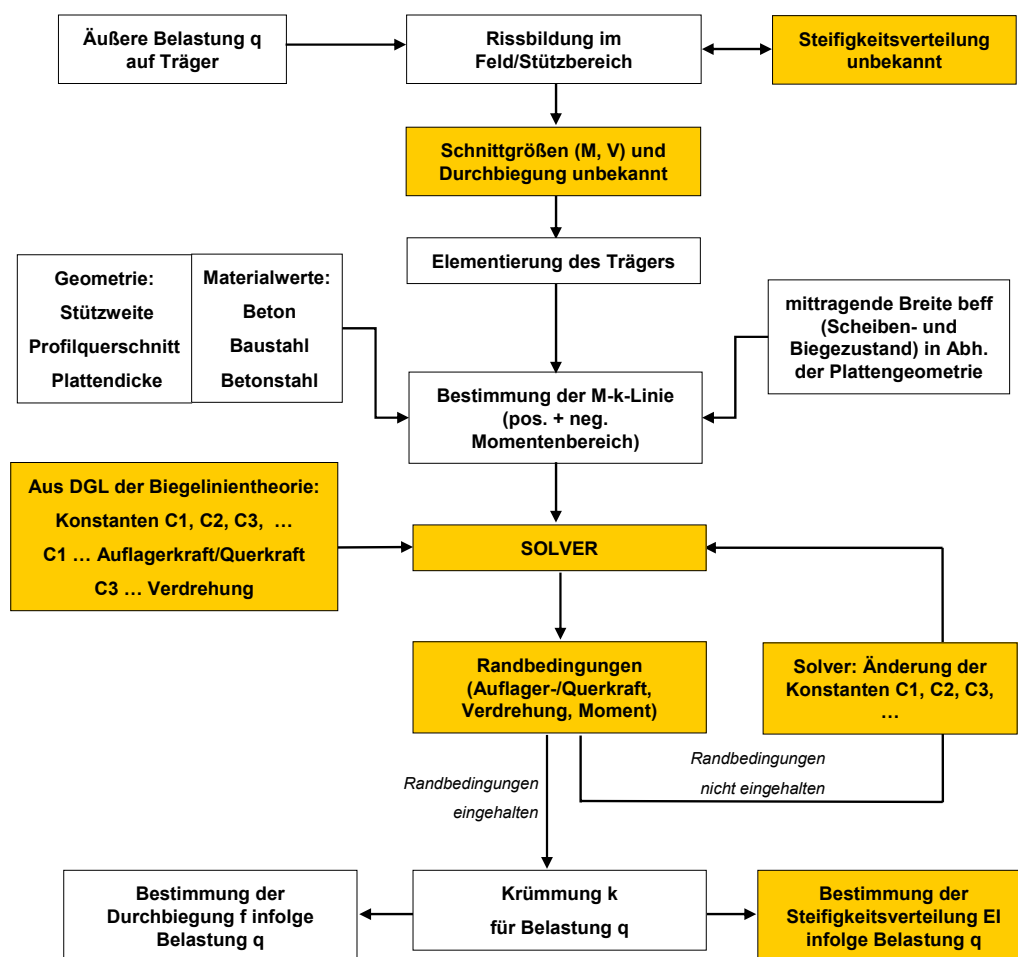 Äußere Belastung q
auf Träger
Rissbildung im
Feld/Stützbereich
Steifigkeitsverteilung
unbekannt
Schnittgrößen (M, V) und
Durchbiegung unbekannt
Elementierung des Trägers
Geometrie:
Stützweite
Profilquerschnitt
Plattendicke
Materialwerte:
Beton
Baustahl
Betonstahl
mittragende Breite beff
(Scheiben- und
Biegezustand) in Abh.
der Plattengeometrie
Bestimmung der M-k-Linie
(pos. + neg.
Momentenbereich)
Aus DGL der Biegelinientheorie:
Konstanten C1, C2, C3, …
C1 … Auflagerkraft/Querkraft
C3 … Verdrehung
SOLVER
Randbedingungen
(Auflager-/Querkraft,
Verdrehung, Moment)
Solver: Änderung der
Konstanten C1, C2, C3,
…
Randbedingungen
eingehalten
Randbedingungen
nicht eingehalten
Bestimmung der
Durchbiegung f infolge
Belastung q
Krümmung k
für Belastung q
Bestimmung der
Steifigkeitsverteilung EI
infolge Belastung q